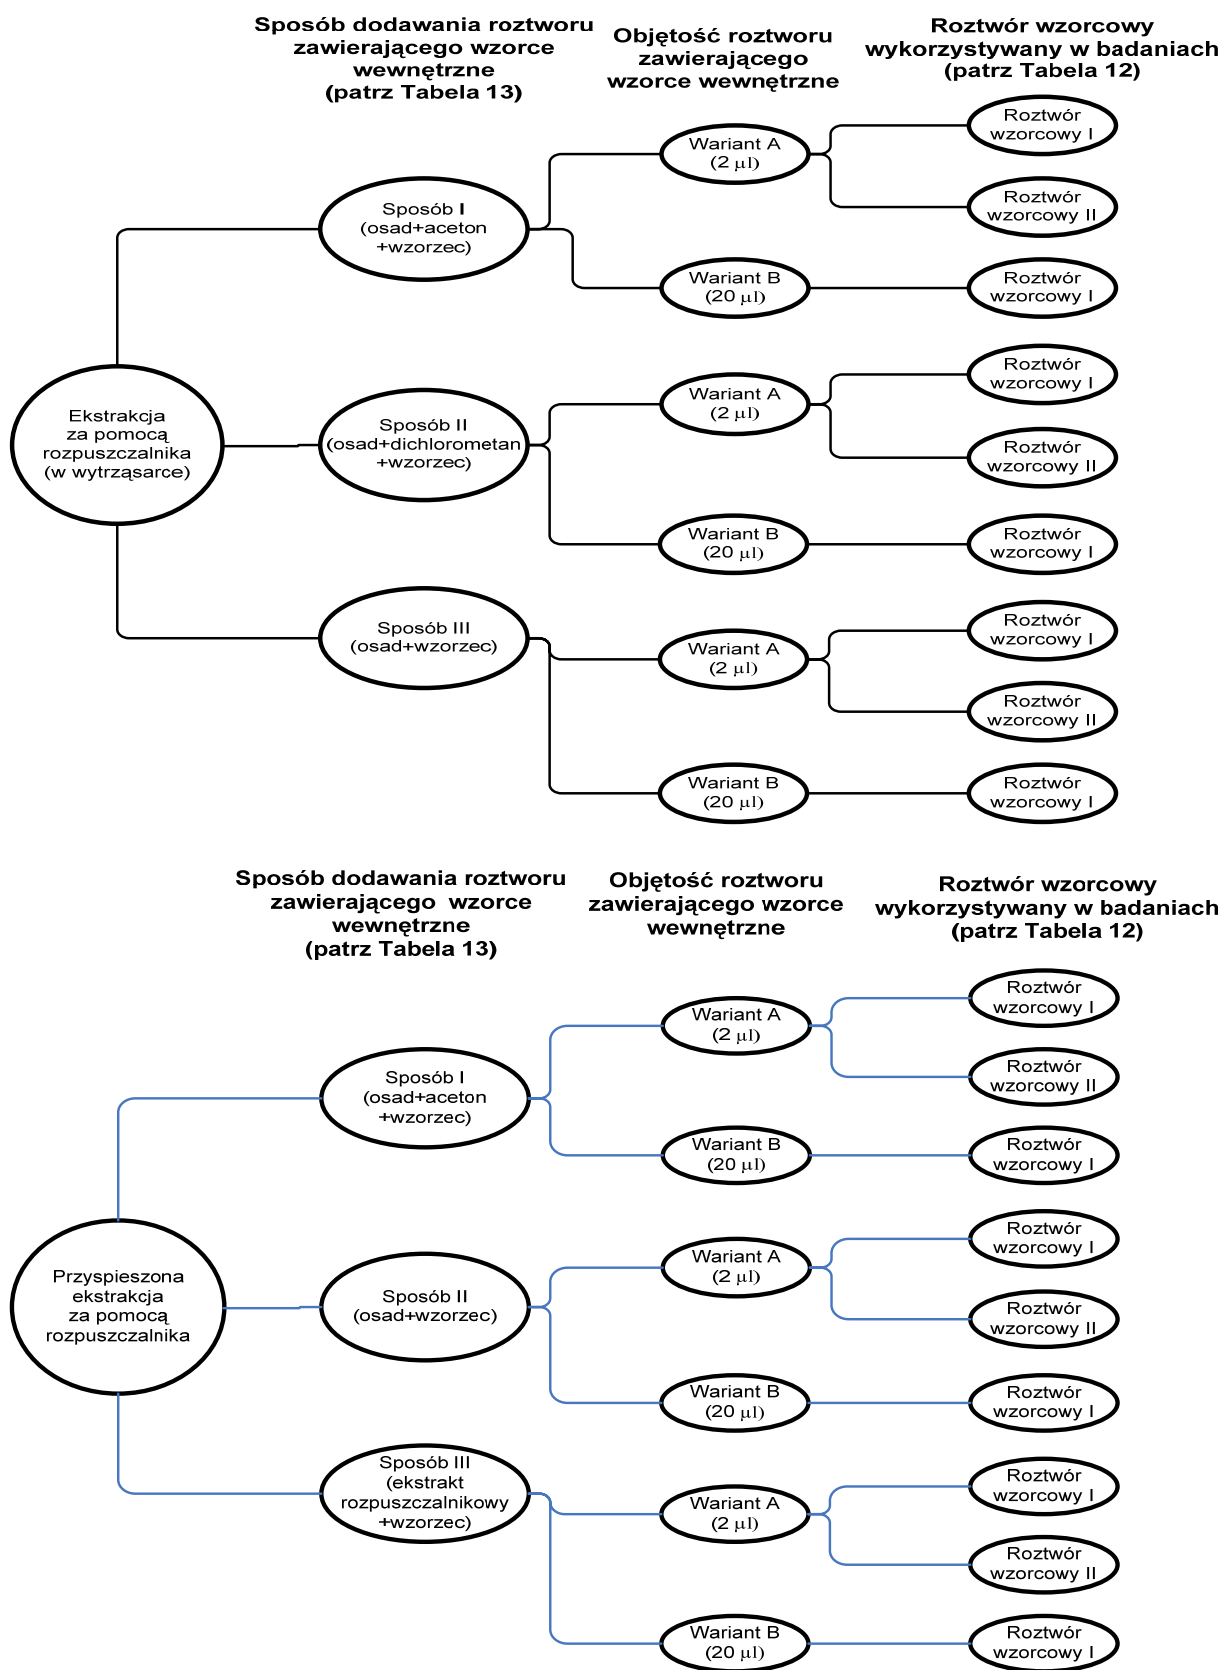 Sposób dodawania roztworu
zawierającego wzorce
wewnętrzne
(patrz Tabela 13)
Objętość roztworu
zawierającego
wzorce wewnętrzne
Roztwór wzorcowy
wykorzystywany w badaniach
(patrz Tabela 12)
Ekstrakcja
za pomocą
rozpuszczalnika
(w wytrząsarce)
Sposób I
(osad+aceton
+wzorzec)
Wariant A
(2 µl)
Roztwór
wzorcowy I
Roztwór
wzorcowy II
Wariant B
(20 µl)
Roztwór
wzorcowy I
Sposób II
(osad+dichlorometan
+wzorzec)
Wariant A
(2 µl)
Roztwór
wzorcowy I
Roztwór
wzorcowy II
Wariant B
(20 µl)
Roztwór
wzorcowy I
Sposób III
(osad+wzorzec)
Wariant A
(2 µl)
Roztwór
wzorcowy I
Roztwór
wzorcowy II
Wariant B
(20 µl)
Roztwór
wzorcowy I
Sposób dodawania roztworu
zawierającego wzorce
wewnętrzne
(patrz Tabela 13)
Objętość roztworu
zawierającego wzorce
wewnętrzne
Roztwór wzorcowy
wykorzystywany w badaniach
(patrz Tabela 12)
Przyspieszona
ekstrakcja
za pomocą
rozpuszczalnika
Sposób I
(osad+aceton
+wzorzec)
Wariant A
(2 µl)
Roztwór
wzorcowy I
Roztwór
wzorcowy II
Wariant B
(20 µl)
Roztwór
wzorcowy I
Sposób II
(osad+wzorzec)
Wariant A
(2 µl)
Roztwór
wzorcowy I
Roztwór
wzorcowy II
Wariant B
(20 µl)
Roztwór
wzorcowy I
Sposób III
(ekstrakt
rozpuszczalnikowy
+wzorzec)
Wariant A
(2 µl)
Roztwór
wzorcowy I
Roztwór
wzorcowy II
Wariant B
(20 µl)
Roztwór
wzorcowy I